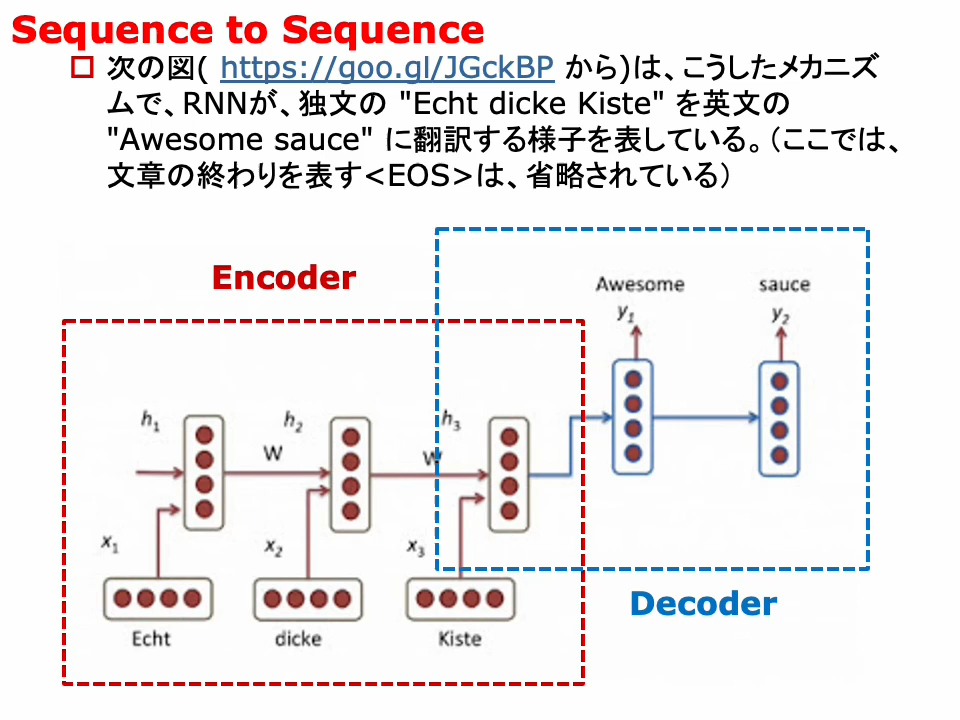 Sequence to Sequence
次の図( https://goo.gl/JGckBP から)は、こうしたメカニズ
ムで、RNNが、独文の "Echt dicke Kiste" を英文の
"Awesome sauce" に翻訳する様子を表している。（ここでは、
文章の終わりを表す<EOS>は、省略されている）
Encoder
Awesome sauce
y1 y2
h1 h2 h3
W W
x1 x2 x3
Decoder
Echt dicke Kiste